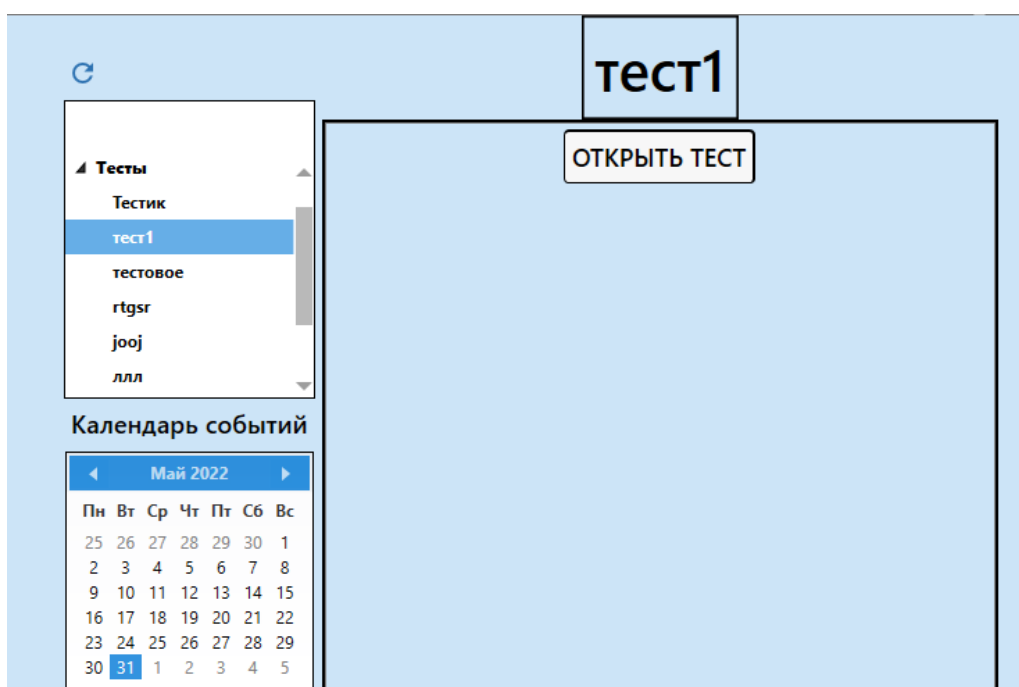 тест1
ОТКРЫТЬ ТЕСТ
Тесты
Тестик
тест1
тестовое
rtgsr
jooj
ллл
Календарь событий
Май 2022
Пн Вт Ср Чт Пт Сб Вс
25 26 27 28 29 30 1
2 3 4 5 6 7 8
9 10 11 12 13 14 15
16 17 18 19 20 21 22
23 24 25 26 27 28 29
30 31 1 2 3 4 5